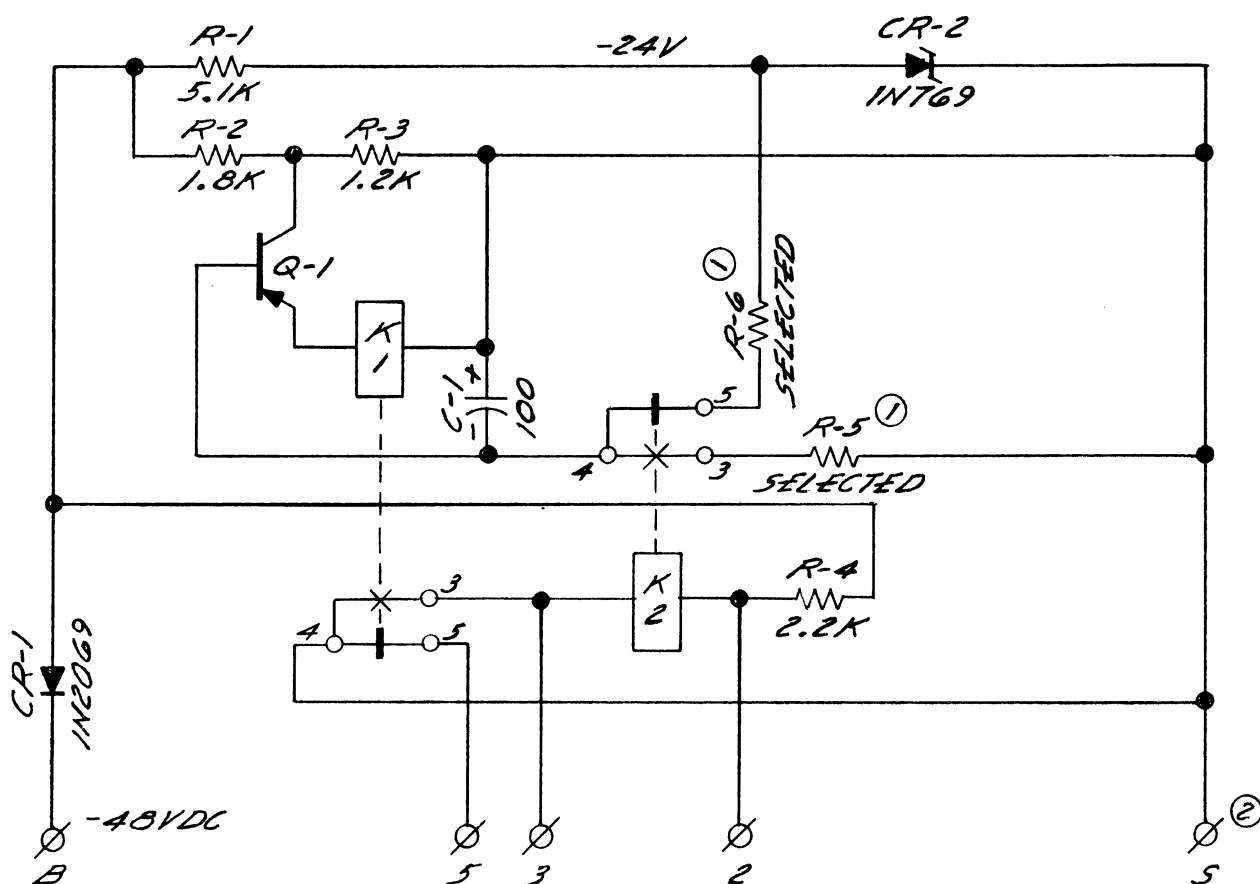 R-1
5.1K
-24V
CR-2
1N769
R-2
1.8K
R-3
1.2K
Q-1
K
1
C-1
+
-
100
1
R-6
SELECTED
5
4
3
R-5
1
SELECTED
K
2
R-4
2.2K
3
4
5
CR-1
1N2069
-48VDC
B
5
3
2
S
2